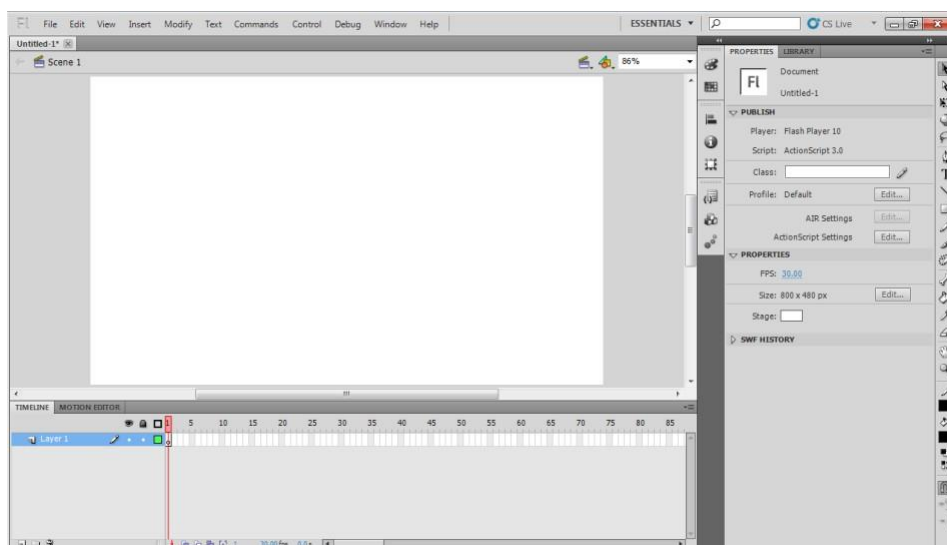 Fl File Edit View Insert Modify Text Commands Control Debug Window Help ESSENTIALS CS Live
Untitled-1*
Scene 1 86%
PROPERTIES LIBRARY
Fl Document
Untitled-1
PUBLISH
Player: Flash Player 10
Script: ActionScript 3.0
Class:
Profile: Default Edit...
AIR Settings Edit...
ActionScript Settings Edit...
PROPERTIES
FPS: 30.00
Size: 800 x 480 px Edit...
Stage:
SWF HISTORY
TIMELINE MOTION EDITOR
1 5 10 15 20 25 30 35 40 45 50 55 60 65 70 75 80 85
Layer 1